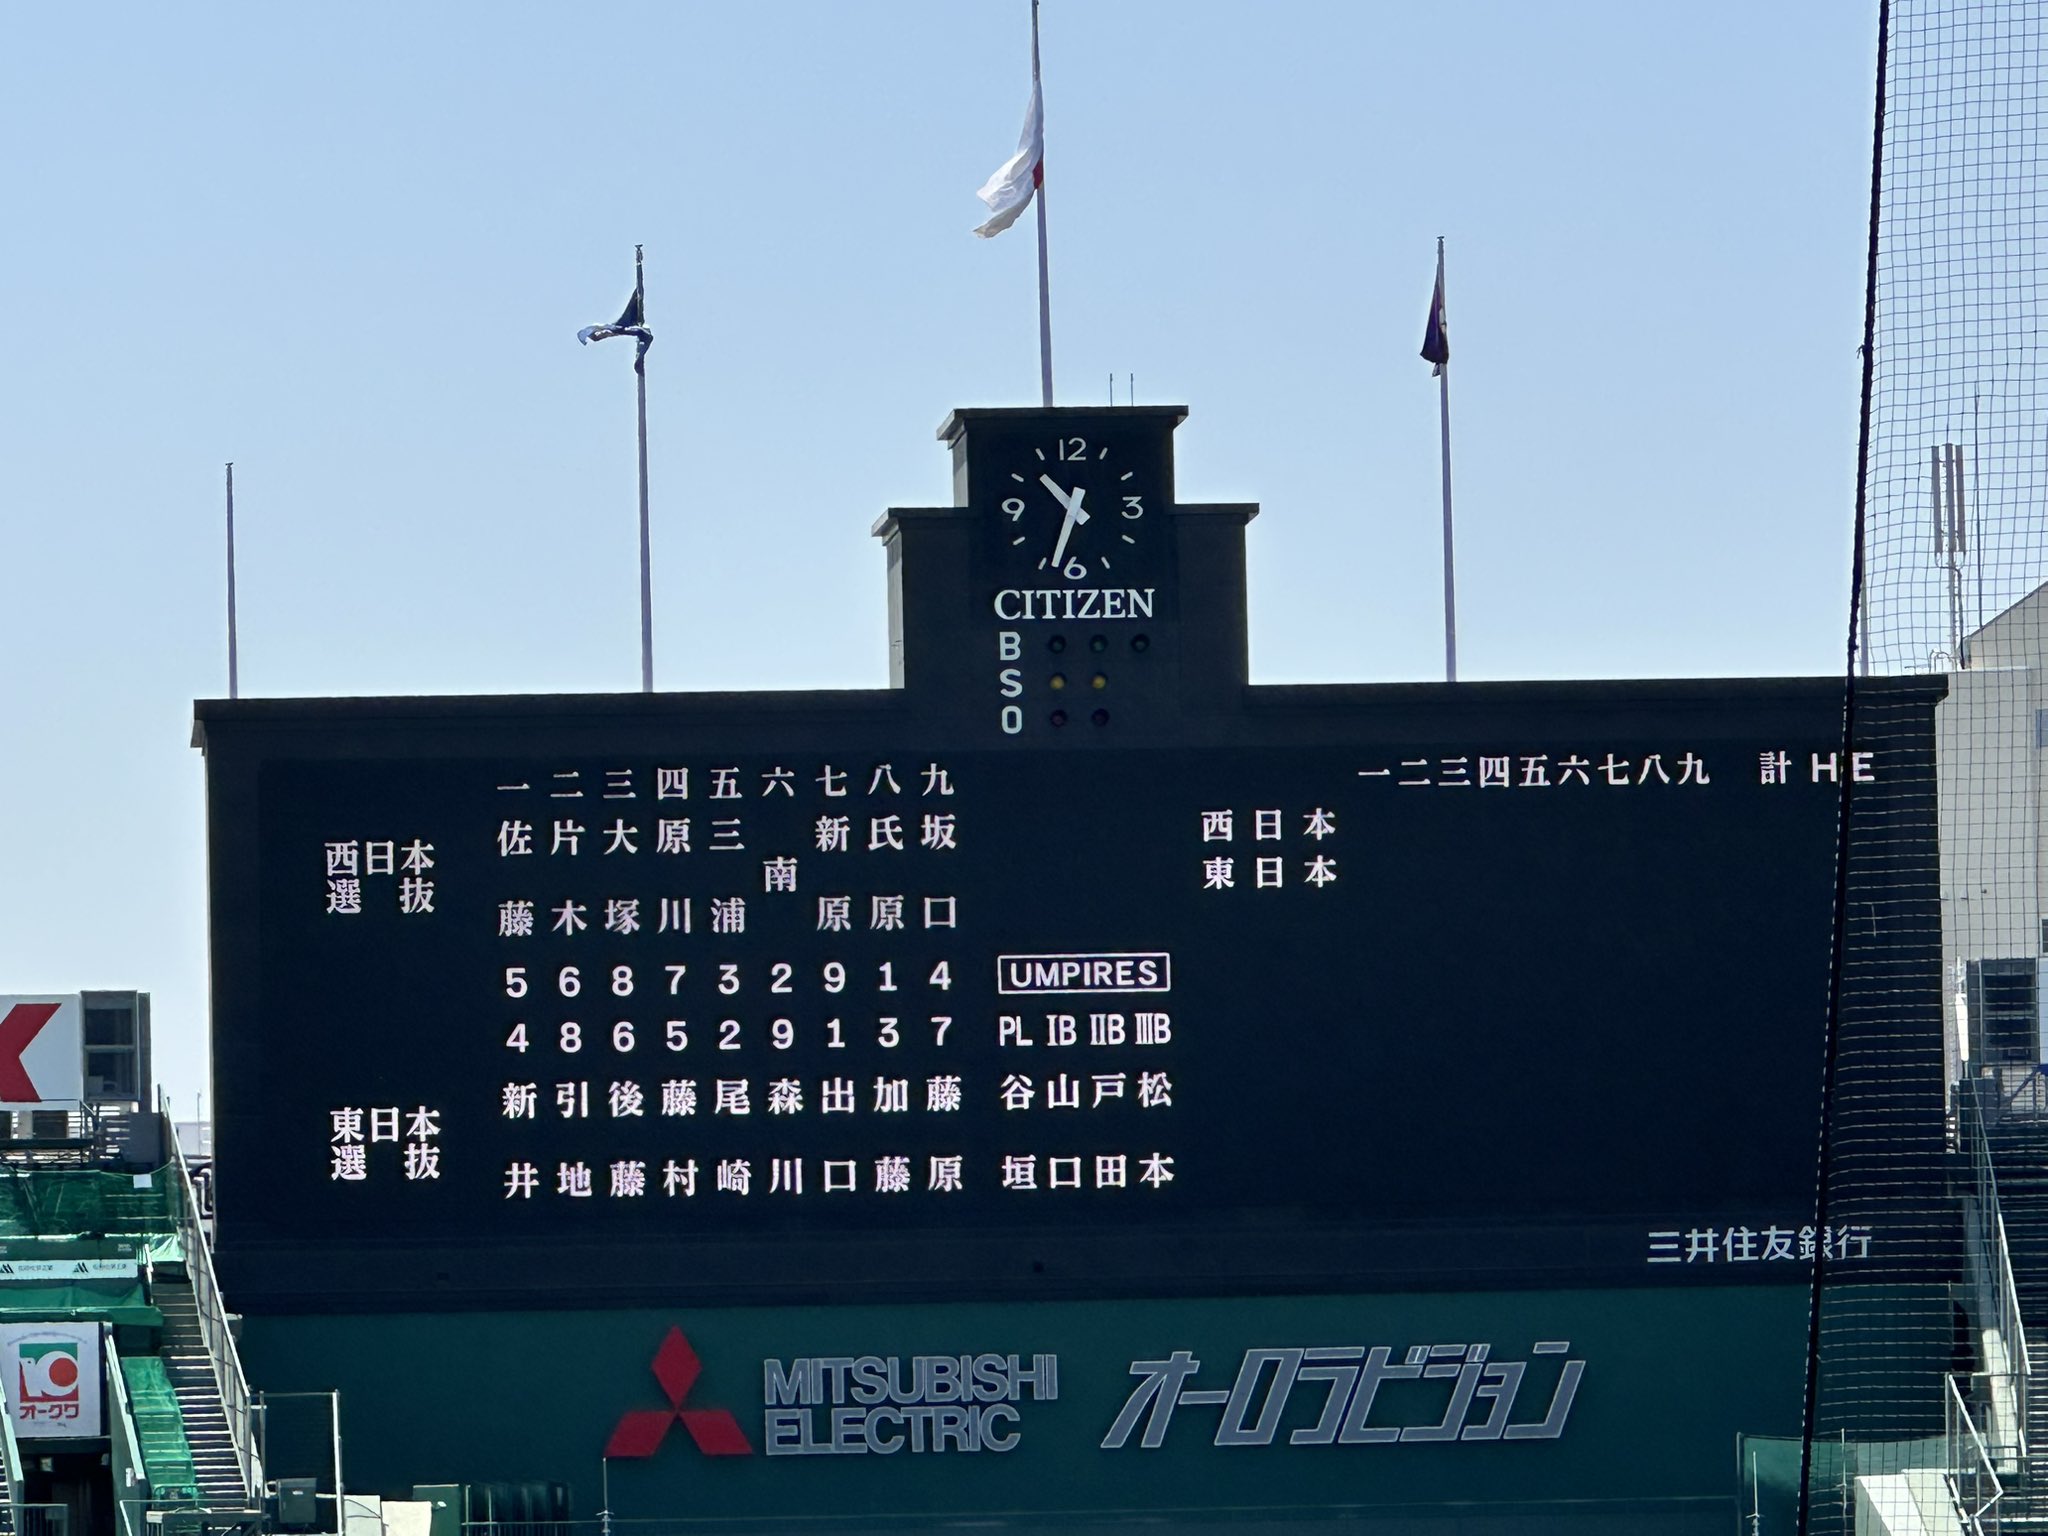 12
9 3
6
CITIZEN
B
S
O
一 二 三 四 五 六 七 八 九
西日本選抜
佐藤 片木 大塚 原川 三浦 南 新原 氏原 坂口
5 6 8 7 3 2 9 1 4
4 8 6 5 2 9 1 3 7
東日本選抜
新井 引地 後藤 藤村 尾崎 森川 出口 加藤 藤原
UMPIRES
PL IB IIB IIIB
谷垣 山口 戸田 松本
一二三四五六七八九 計 H E
西日本
東日本
三井住友銀行
MITSUBISHI
ELECTRIC
オーロラビジョン
オークワ